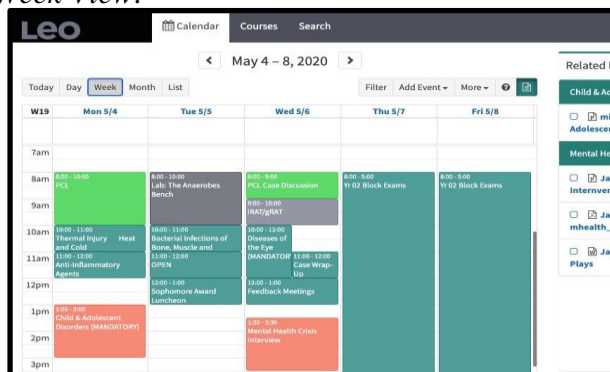 Week View:
Leo
Calendar Courses Search
May 4 – 8, 2020
Today Day Week Month List
Filter Add Event More
W19 Mon 5/4 Tue 5/5 Wed 5/6 Thu 5/7 Fri 5/8
7am
8am
9am
10am
11am
12pm
1pm
2pm
3pm
8:00 - 10:00
PCL
10:00 - 11:00
Thermal Injury Heat
and Cold
11:00 - 12:00
Anti-Inflammatory
Agents
1:00 - 3:00
Child & Adolescent
Disorders (MANDATORY)
8:00 - 10:00
Lab: The Anaerobes
Bench
10:00 - 11:00
Bacterial Infections of
Bone, Muscle and
11:00 - 12:00
OPEN
12:00 - 1:00
Sophomore Award
Luncheon
8:00 - 9:00
PCL Case Discussion
9:00 - 10:00
iRAT/gRAT
10:00 - 12:00
Diseases of
the Eye
(MANDATOR
11:00 - 12:00
Case Wrap-
Up
12:00 - 1:00
Feedback Meetings
1:30 - 3:30
Mental Health Crisis
Interview
8:00 - 5:00
Yr 02 Block Exams
8:00 - 5:00
Yr 02 Block Exams
Related
Child & Ad
mi
Adolescen
Mental He
Ja
Internver
Ja
mhealth_
Ja
Plays